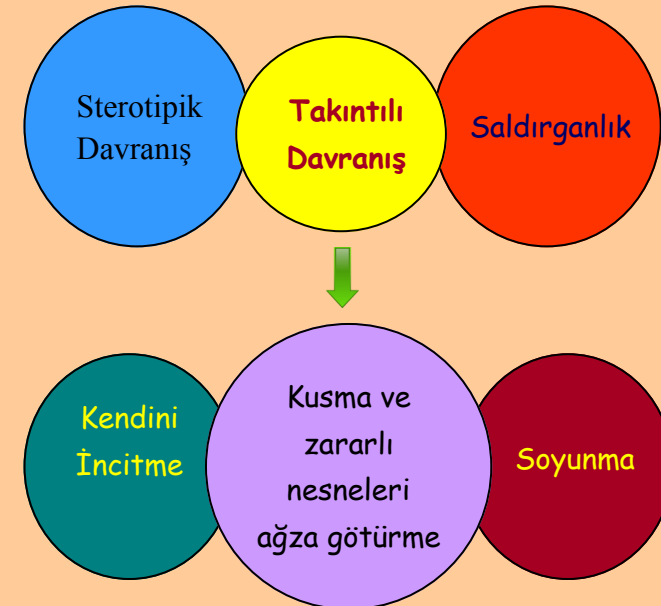 Sterotipik
Davranış
Takıntılı
Davranış
Saldırganlık
Kendini
İncitme
Kusma ve
zararlı
nesneleri
ağza götürme
Soyunma